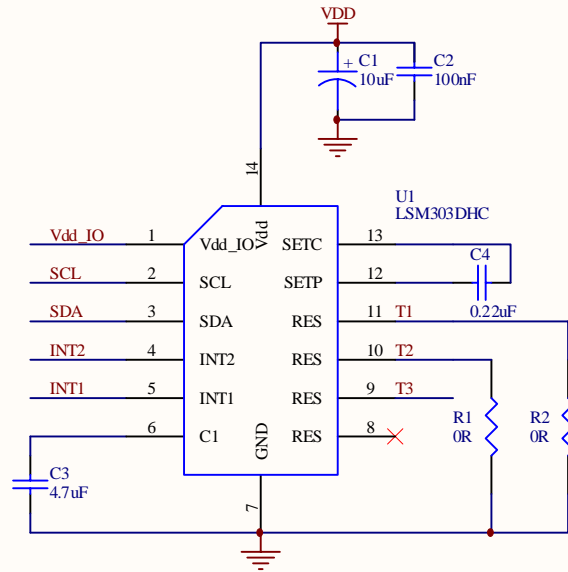 VDD
C1
10uF
C2
100nF
14
Vdd
U1
LSM303DHC
Vdd_IO
1
Vdd_IO
SETC
13
C4
0.22uF
SCL
2
SCL
SETP
12
SDA
3
SDA
RES
11
T1
INT2
4
INT2
RES
10
T2
INT1
5
INT1
RES
9
T3
6
C1
GND
RES
8
R1
0R
R2
0R
C3
4.7uF
7